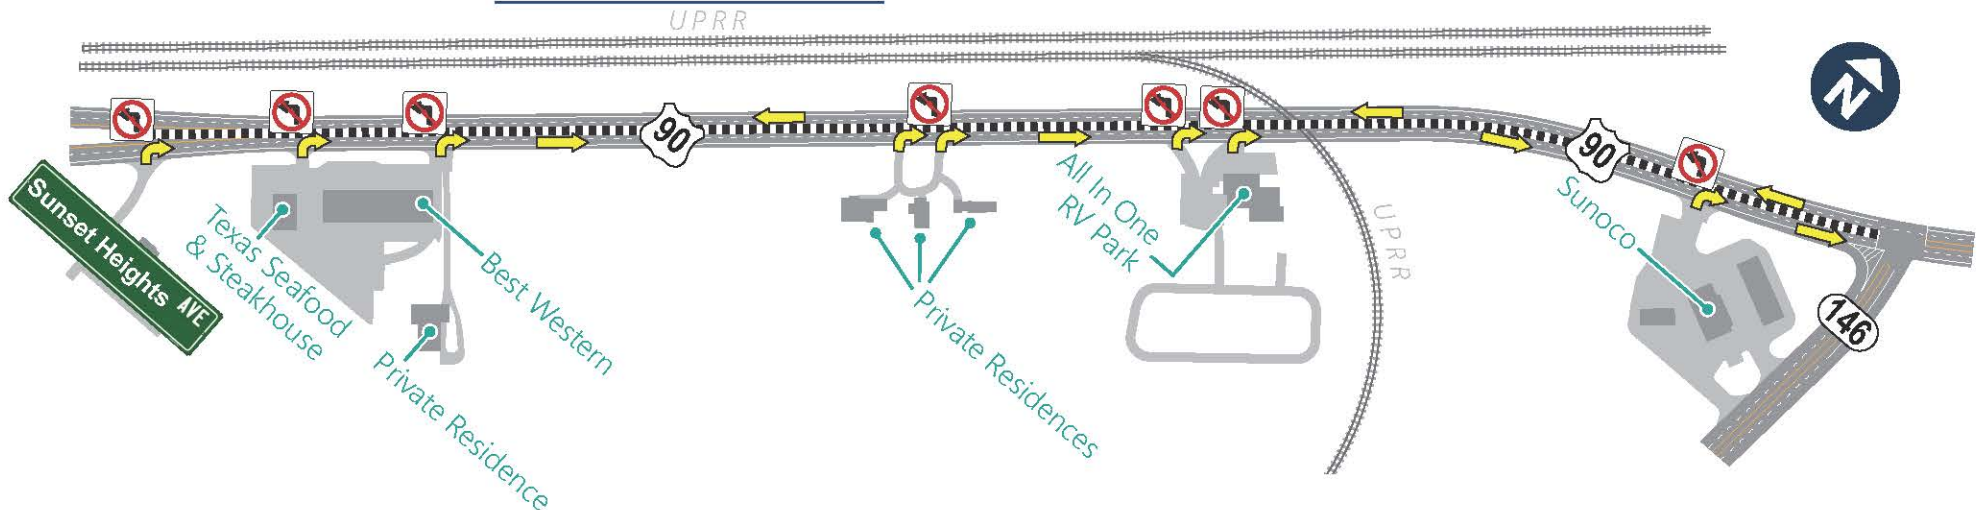 UPRR
N
90
90
Sunset Heights AVE
Texas Seafood
& Steakhouse
Best Western
Private Residence
Private Residences
All In One
RV Park
UPRR
Sunoco
146